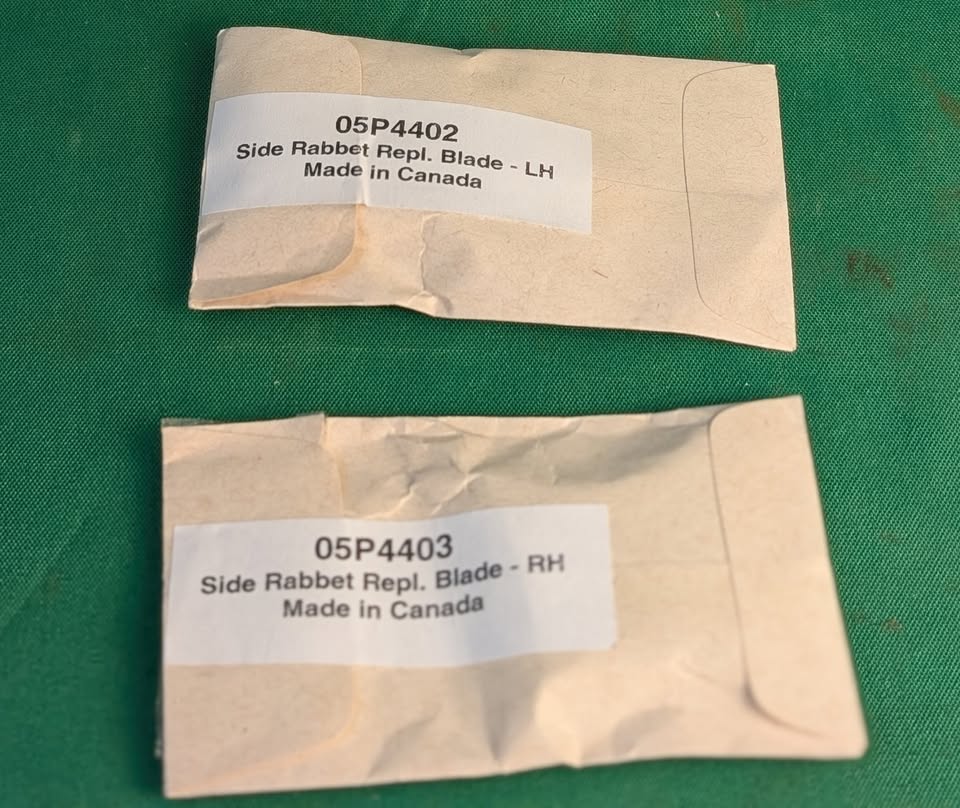 05P4402
Side Rabbet Repl. Blade - LH
Made in Canada
05P4403
Side Rabbet Repl. Blade - RH
Made in Canada